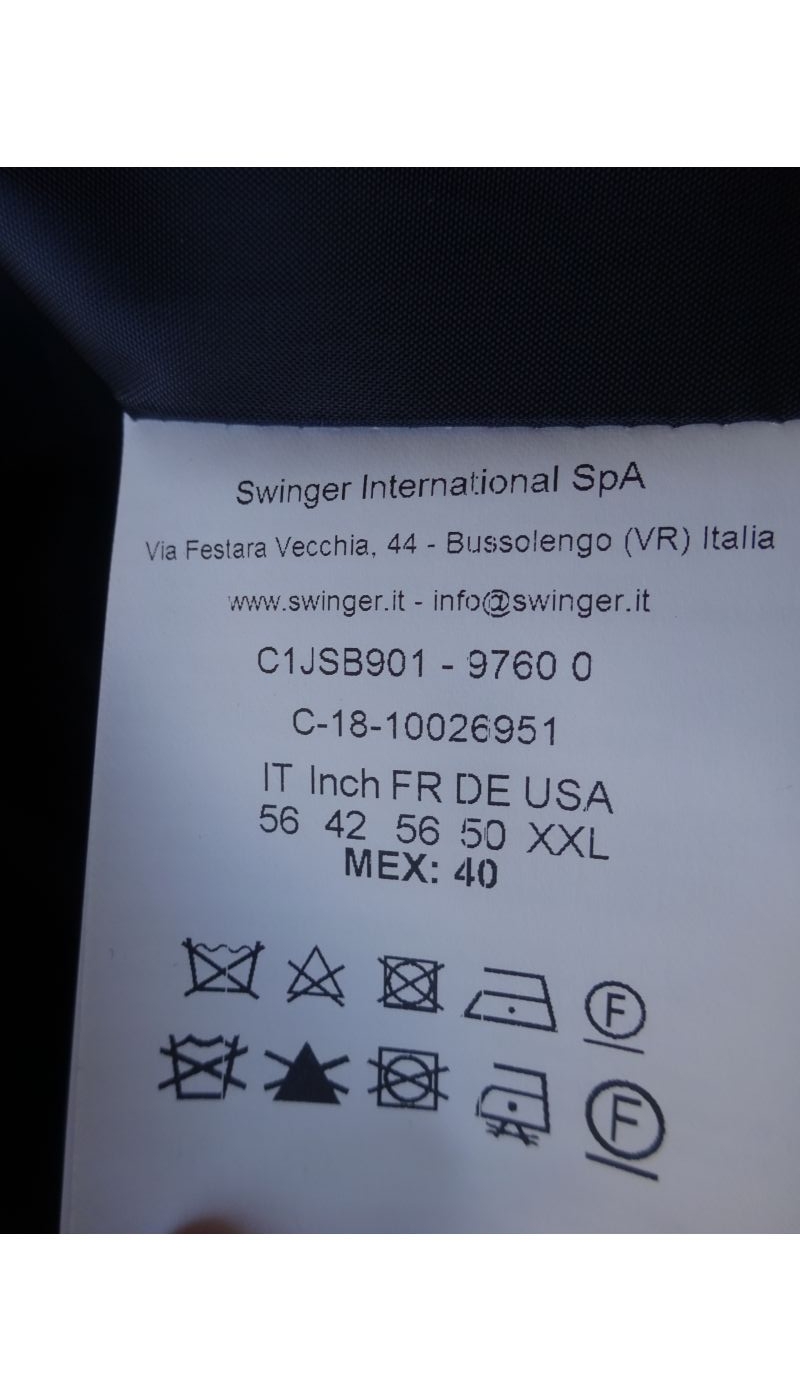 Swinger International SpA
Via Festara Vecchia, 44 - Bussolengo (VR) Italia
www.swinger.it - info@swinger.it
C1JSB901 - 9760 0
C-18-10026951
IT Inch FR DE USA
56 42 56 50 XXL
MEX: 40
F
F